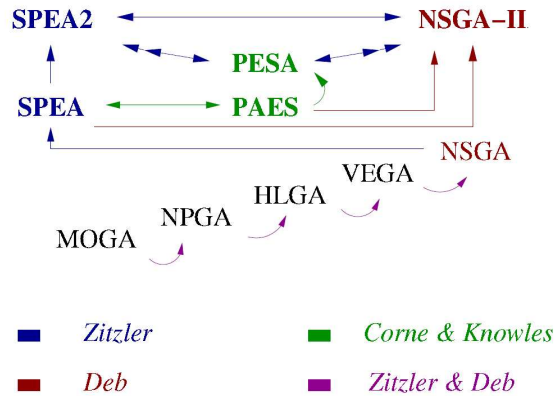 SPEA2 NSGA-II
PESA
SPEA PAES
NSGA
VEGA
HLGA
NPGA
MOGA
Zitzler Corne & Knowles
Deb Zitzler & Deb